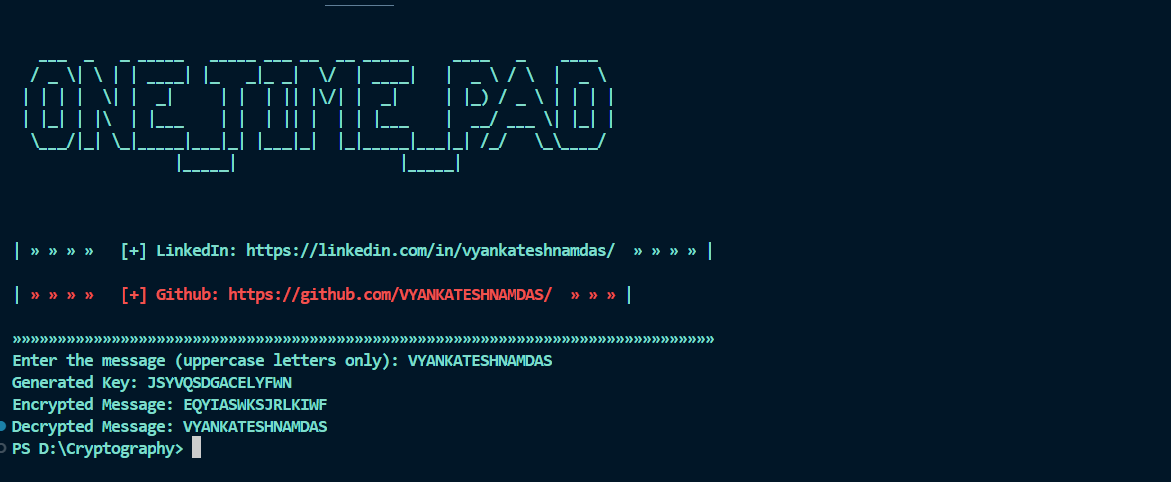 ONE_TIME_PAD
| » » » »   [+] LinkedIn: https://linkedin.com/in/vyankateshnamdas/  » » » » |
| » » » »   [+] Github: https://github.com/VYANKATESHNAMDAS/  » » » |
»»»»»»»»»»»»»»»»»»»»»»»»»»»»»»»»»»»»»»»»»»»»»»»»»»»»»»»»»»»»»»»»»»»»»»»»»»»»»»
Enter the message (uppercase letters only): VYANKATESHNAMDAS
Generated Key: JSYVQSDGACELYFWN
Encrypted Message: EQYIASWKSJRLKIWF
Decrypted Message: VYANKATESHNAMDAS
PS D:\Cryptography>